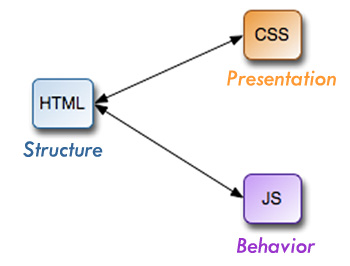 CSS
Presentation
HTML
Structure
JS
Behavior